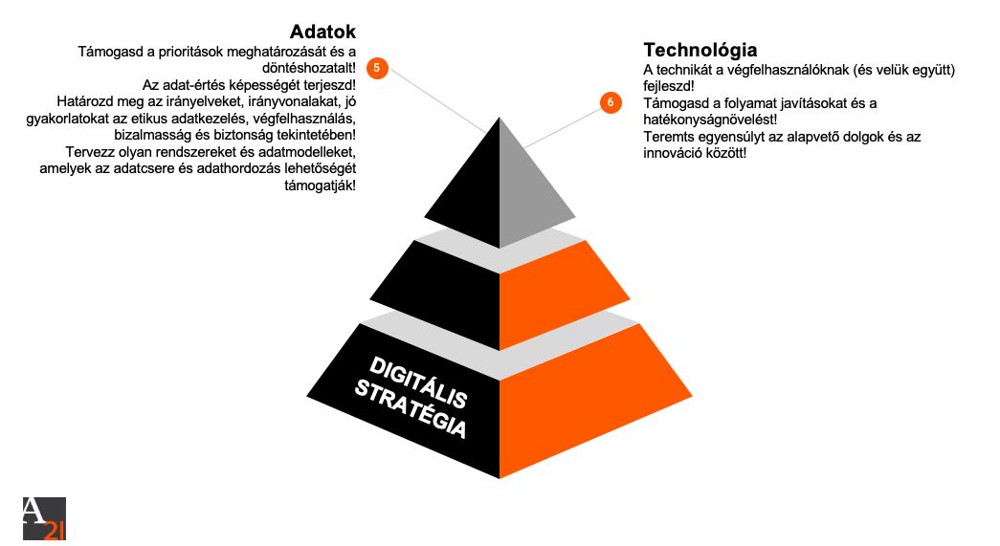 Adatok
Támogasd a prioritások meghatározását és a
döntéshozatalt!
Az adat-értés képességét terjeszd!
Határozd meg az irányelveket, irányvonalakat, jó
gyakorlatokat az etikus adatkezelés, végfelhasználás,
bizalmasság és biztonság tekintetében!
Tervezz olyan rendszereket és adatmodelleket,
amelyek az adatcsere és adathordozás lehetőségét
támogatják!
5
Technológia
A technikát a végfelhasználóknak (és velük együtt)
fejleszd!
Támogasd a folyamat javításokat és a
hatékonyságnövelést!
Teremts egyensúlyt az alapvető dolgok és az
innováció között!
6
DIGITÁLIS
STRATÉGIA
A
21